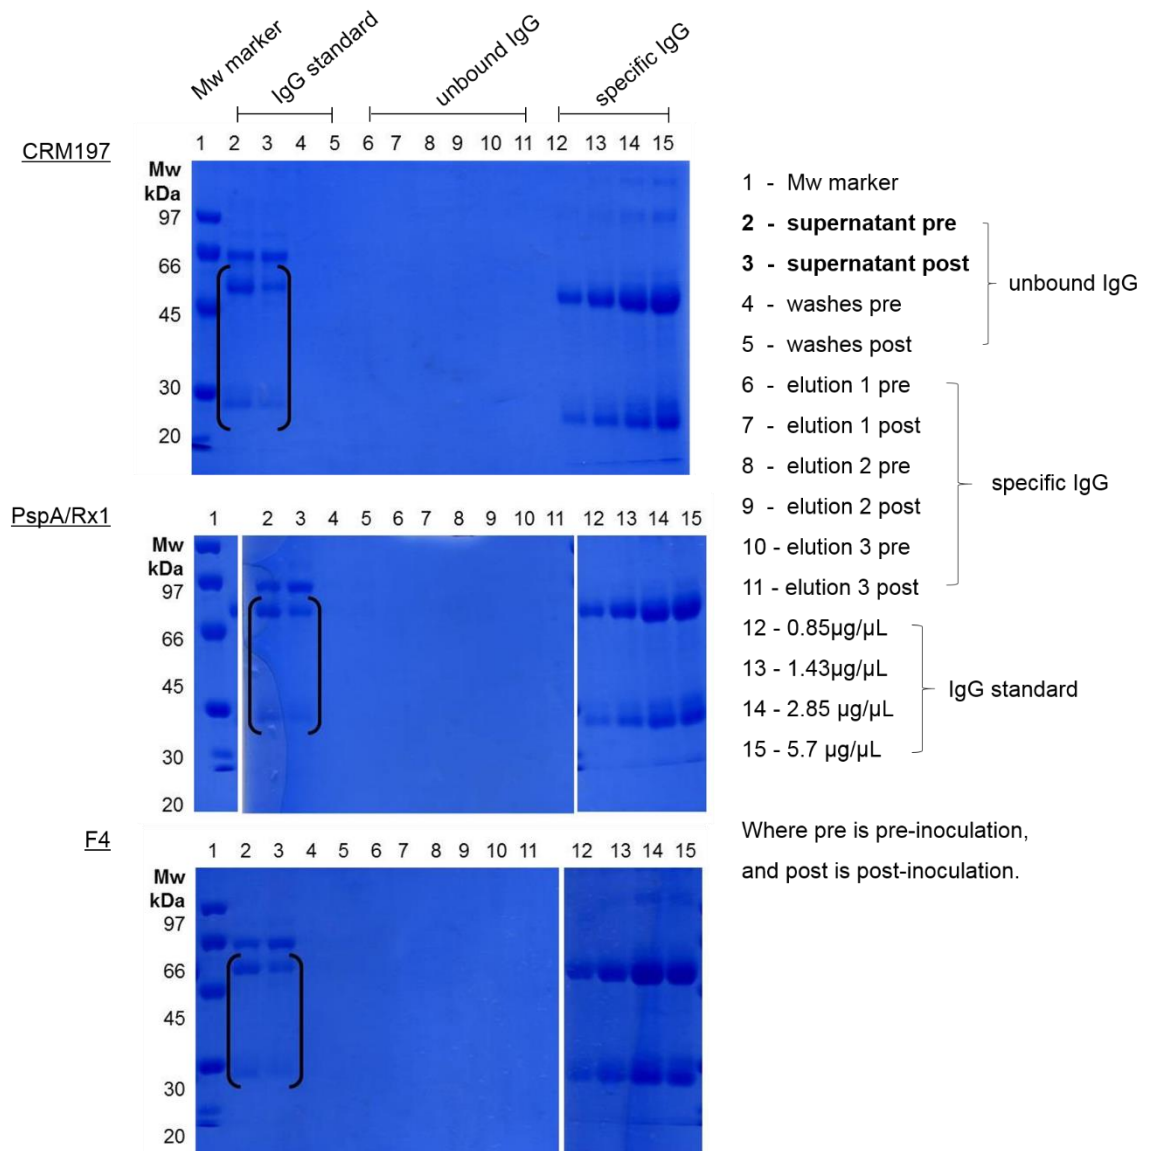 Mw marker
IgG standard
unbound IgG
specific IgG
CRM197
1 2 3 4 5 6 7 8 9 10 11 12 13 14 15
Mw
kDa
97
66
45
30
20
PspA/Rx1
1 2 3 4 5 6 7 8 9 10 11 12 13 14 15
Mw
kDa
97
66
45
30
20
F4
1 2 3 4 5 6 7 8 9 10 11 12 13 14 15
Mw
kDa
97
66
45
30
20
1 - Mw marker
2 - supernatant pre
3 - supernatant post
4 - washes pre
5 - washes post
unbound IgG
6 - elution 1 pre
7 - elution 1 post
8 - elution 2 pre
9 - elution 2 post
10 - elution 3 pre
11 - elution 3 post
specific IgG
12 - 0.85µg/µL
13 - 1.43µg/µL
14 - 2.85 µg/µL
15 - 5.7 µg/µL
IgG standard
Where pre is pre-inoculation,
and post is post-inoculation.